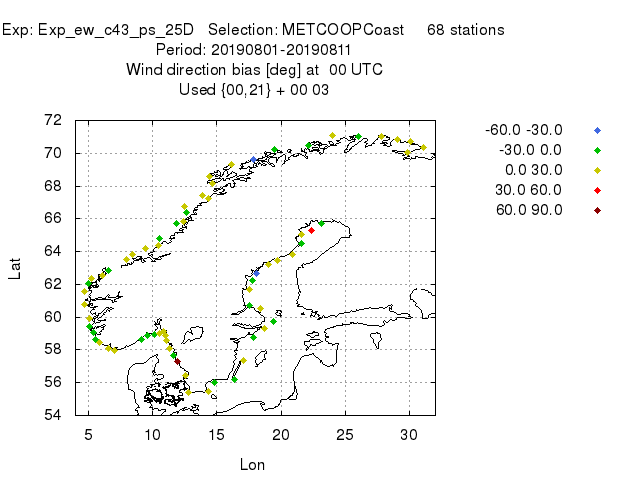 Exp: Exp_ew_c43_ps_25D   Selection: METCOOPCoast     68 stations
Period: 20190801-20190811
Wind direction bias [deg] at  00 UTC
Used {00,21} + 00 03
72
70
68
66
64
62
60
58
56
54
5 10 15 20 25 30
Lat
Lon
-60.0 -30.0
-30.0 0.0
0.0 30.0
30.0 60.0
60.0 90.0